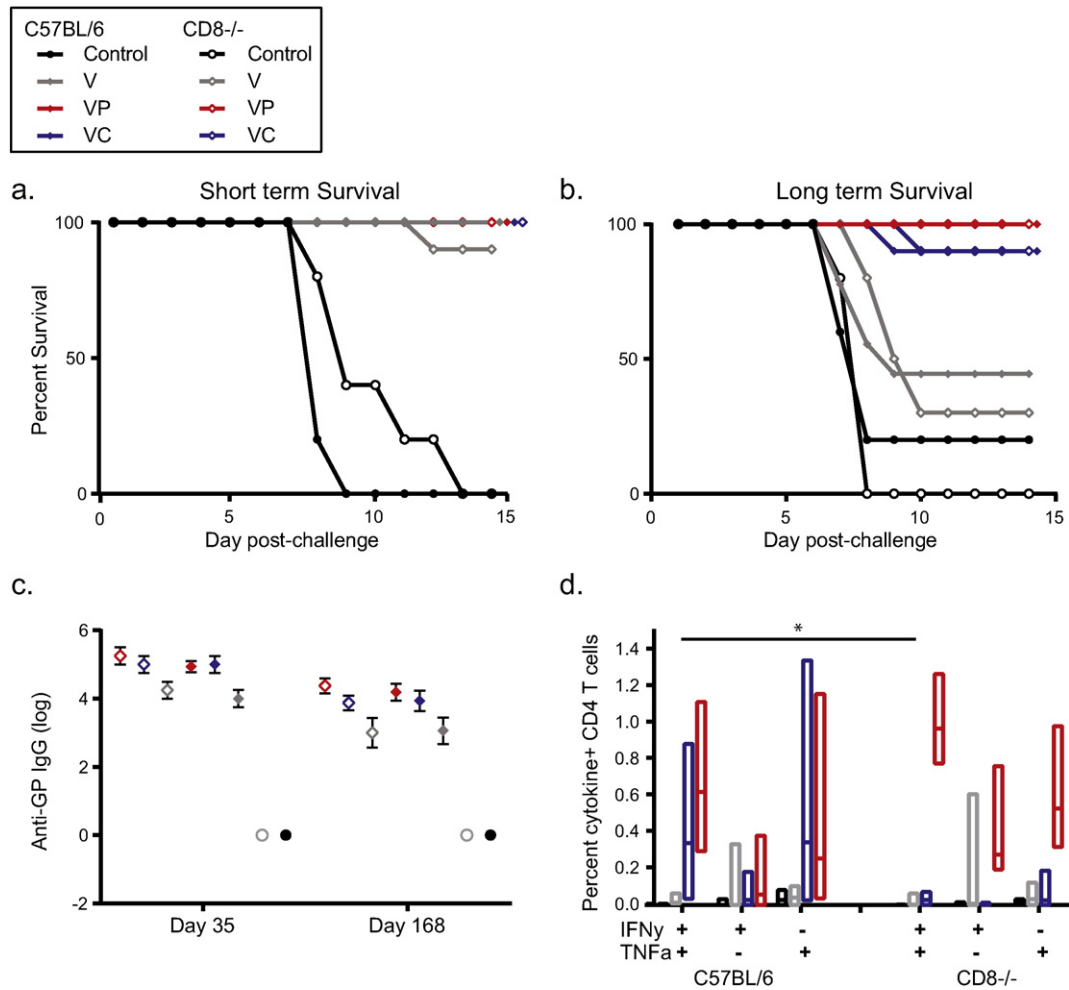 C57BL/6 CD8-/-
Control Control
V V
VP VP
VC VC
a. Short term Survival
Percent Survival
100
50
0
0 5 10 15
Day post-challenge
b. Long term Survival
100
50
0
0 5 10 15
Day post-challenge
c.
Anti-GP IgG (log)
6
4
2
0
-2
Day 35 Day 168
d.
Percent cytokine+ CD4 T cells
*
1.4
1.2
1.0
0.8
0.6
0.4
0.2
0.0
IFNy + + - + + -
TNFa + - + + - +
C57BL/6 CD8-/-